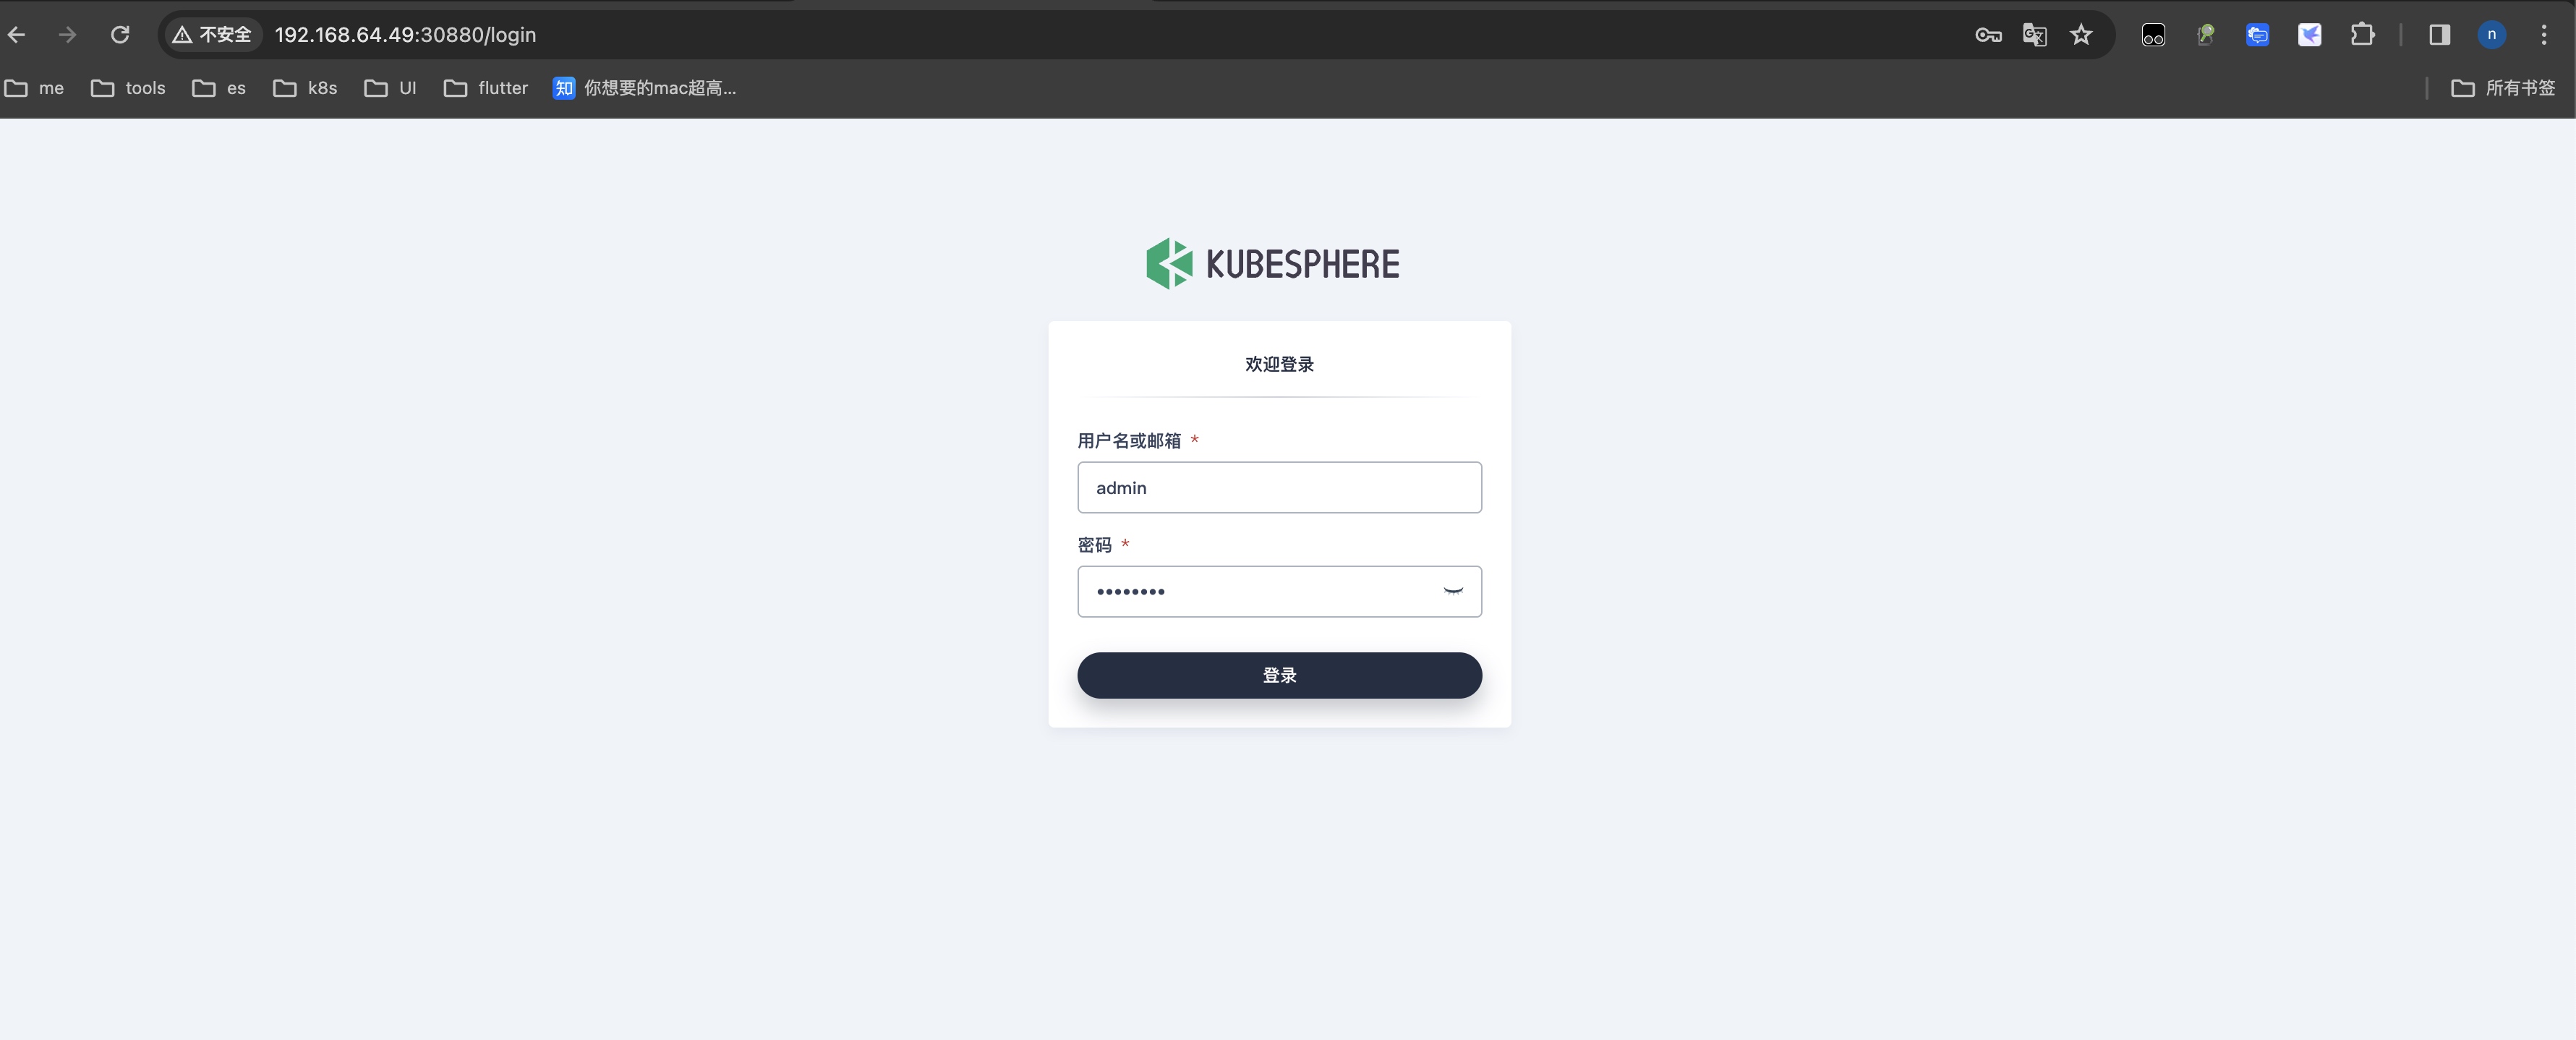 不安全 192.168.64.49:30880/login n
me tools es k8s UI flutter 知 你想要的mac超高... 所有书签
KUBESPHERE
欢迎登录
用户名或邮箱 *
admin
密码 *
••••••••
登录